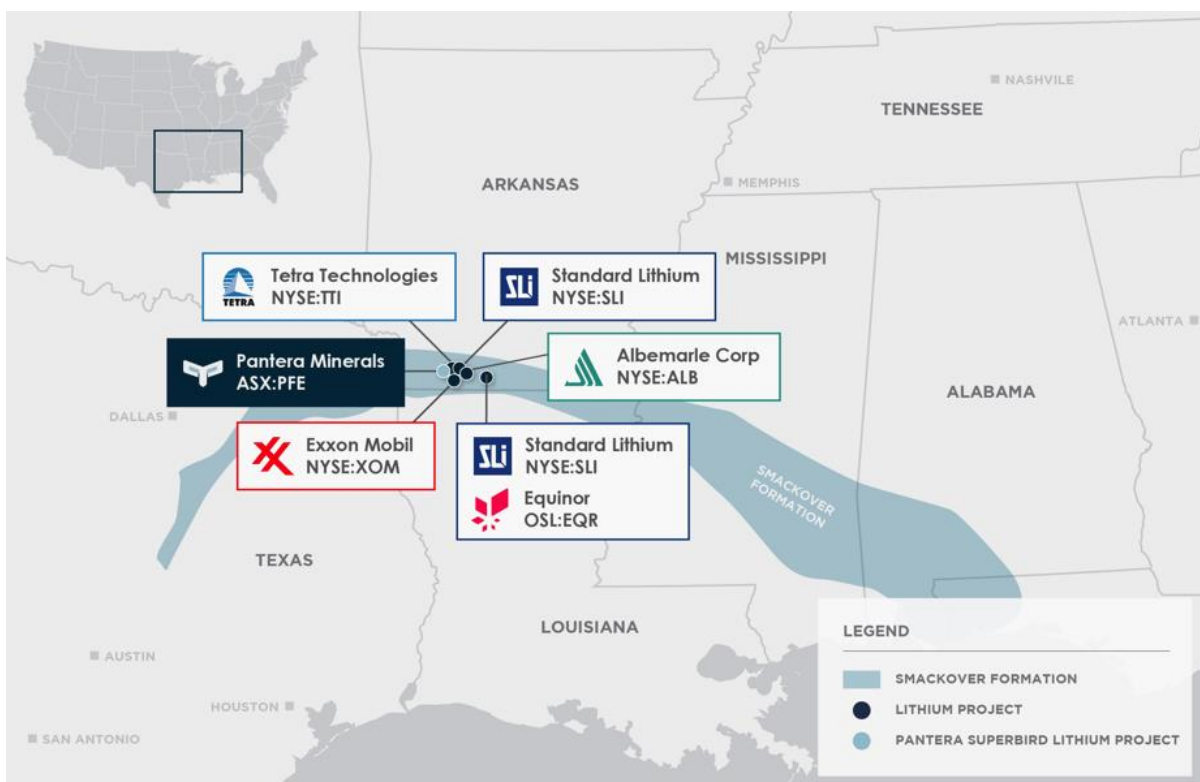 NASHVILE
TENNESSEE
ARKANSAS
MEMPHIS
MISSISSIPPI
Tetra Technologies
NYSE:TTI
TETRA
SLi
Standard Lithium
NYSE:SLI
ATLANTA
Pantera Minerals
ASX:PFE
Albemarle Corp
NYSE:ALB
ALABAMA
DALLAS
Exxon Mobil
NYSE:XOM
SLi
Standard Lithium
NYSE:SLI
Equinor
OSL:EQR
SMACKOVER
FORMATION
TEXAS
LOUISIANA
AUSTIN
HOUSTON
SAN ANTONIO
LEGEND
SMACKOVER FORMATION
LITHIUM PROJECT
PANTERA SUPERBIRD LITHIUM PROJECT